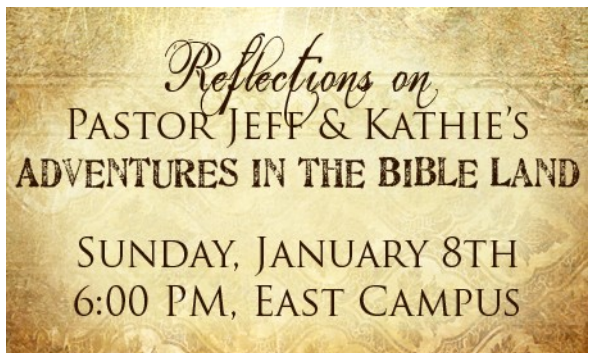 Reflections on
Pastor Jeff & Kathie's
Adventures in the Bible Land
Sunday, January 8th
6:00 PM, East Campus